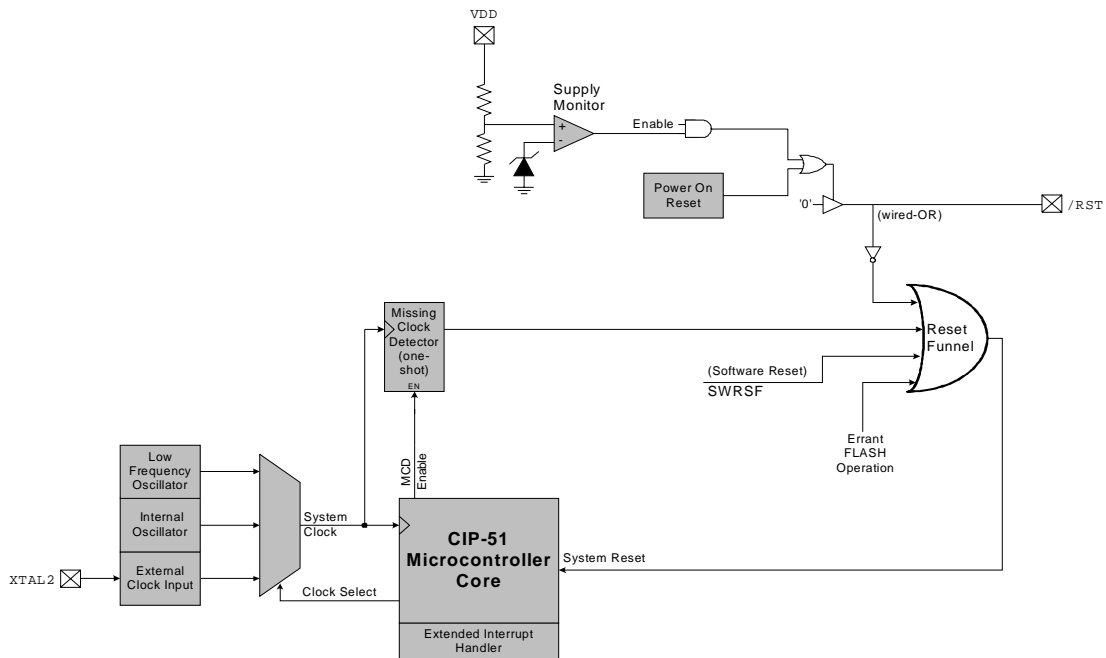 VDD
Supply
Monitor
+
-
Enable
Power On
Reset
'0'
(wired-OR)
/RST
Missing
Clock
Detector
(one-
shot)
EN
Reset
Funnel
(Software Reset)
SWRSF
Errant
FLASH
Operation
MCD
Enable
Low
Frequency
Oscillator
Internal
Oscillator
System
Clock
XTAL2
External
Clock Input
Clock Select
CIP-51
Microcontroller
Core
System Reset
Extended Interrupt
Handler